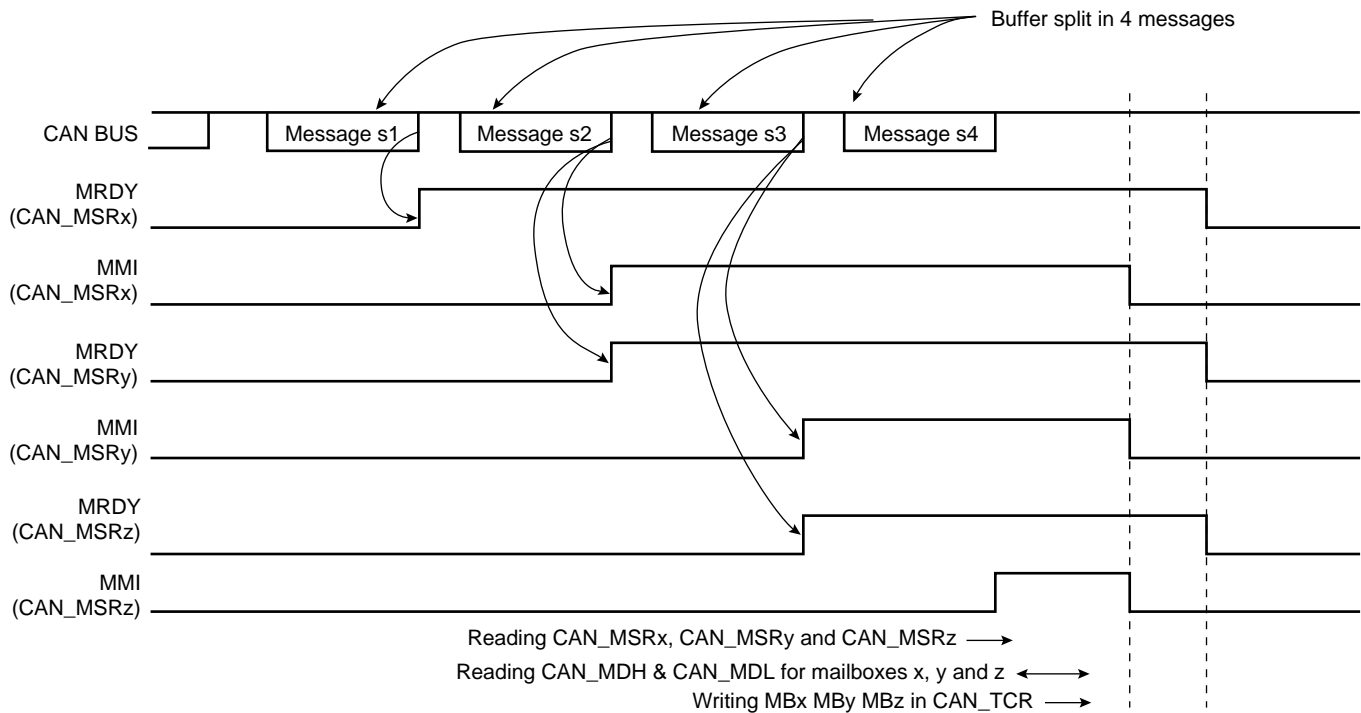 Buffer split in 4 messages
CAN BUS
Message s1
Message s2
Message s3
Message s4
MRDY
(CAN_MSRx)
MMI
(CAN_MSRx)
MRDY
(CAN_MSRy)
MMI
(CAN_MSRy)
MRDY
(CAN_MSRz)
MMI
(CAN_MSRz)
Reading CAN_MSRx, CAN_MSRy and CAN_MSRz
Reading CAN_MDH & CAN_MDL for mailboxes x, y and z
Writing MBx MBy MBz in CAN_TCR